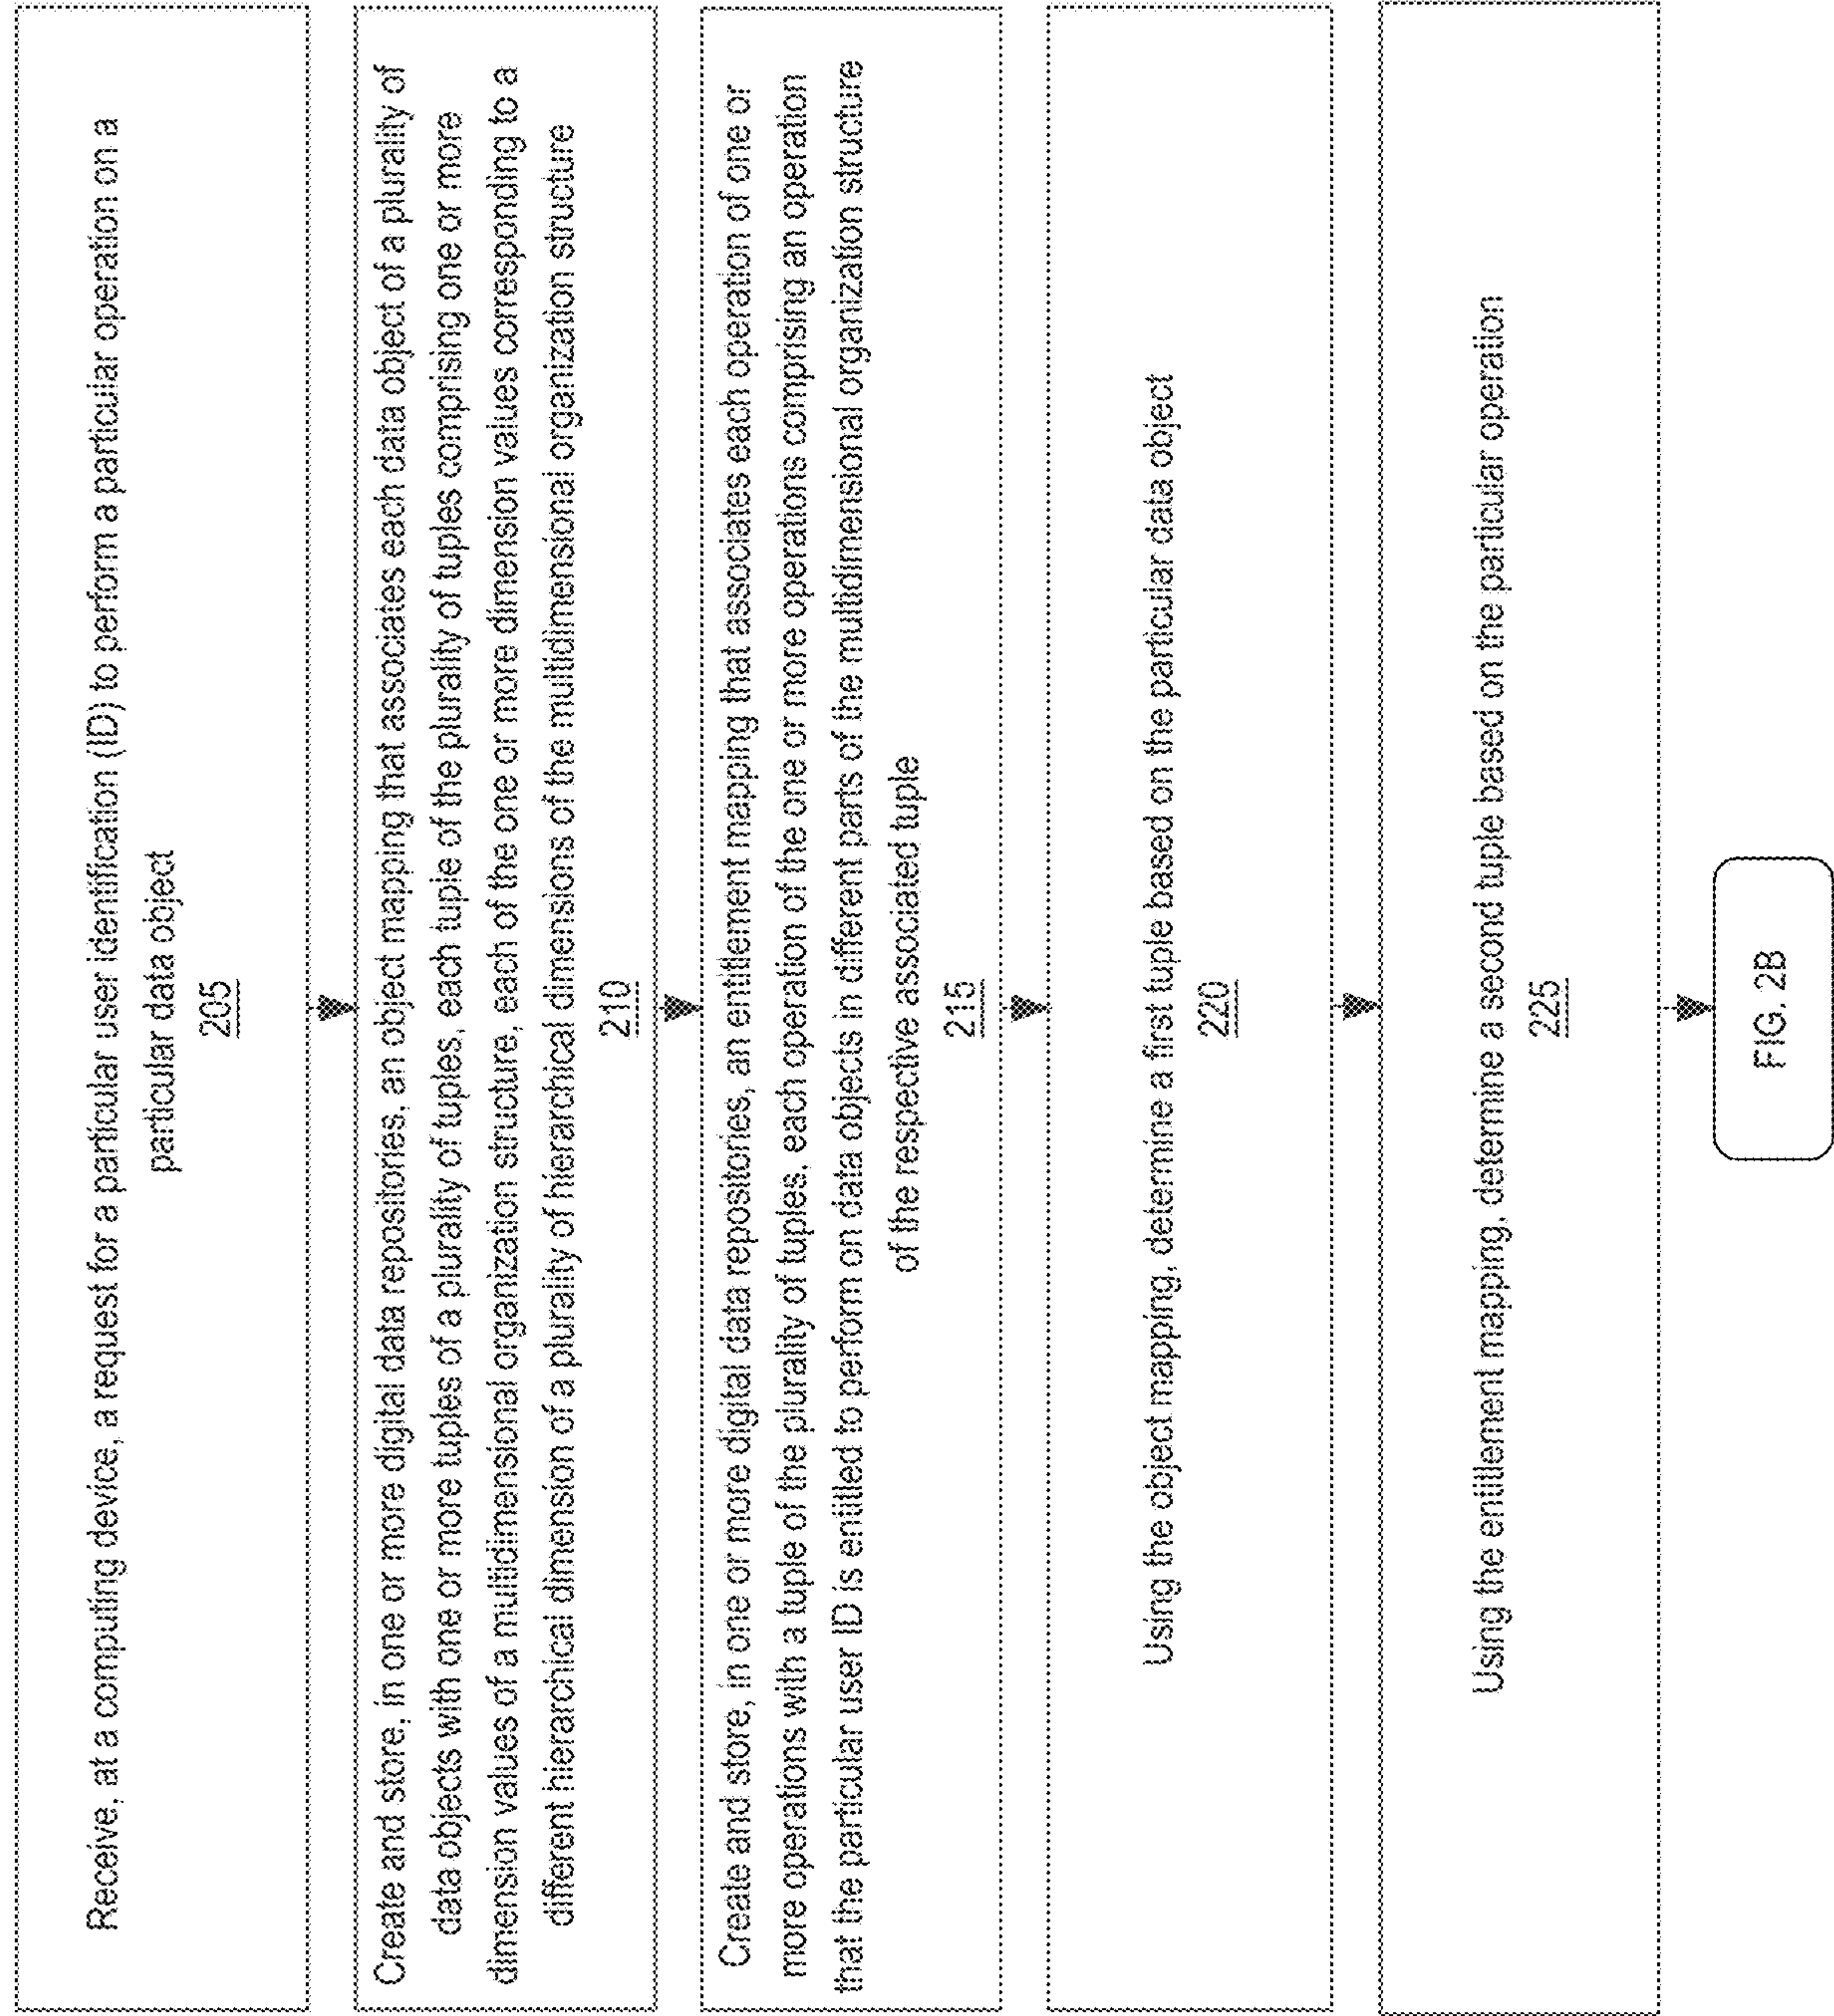 Receive, at a computing device, a request for a particular user identification (ID) to perform a particular operation on a
particular data object
205
Create and store, in one or more digital data repositories, an object mapping that associates each data object of a plurality of
data objects with one or more tuples of a plurality of tuples, each tuple of the plurality of tuples comprising one or more
dimension values of a multidimensional organization structure, each of the one or more dimension values corresponding to a
different hierarchical dimension of a plurality of hierarchical dimensions of the multidimensional organization structure
210
Create and store, in one or more digital data repositories, an entitlement mapping that associates each operation of one or
more operations with a tuple of the plurality of tuples, each operation of the one or more operations comprising an operation
that the particular user ID is entitled to perform on data objects in different parts of the multidimensional organization structure
of the respective associated tuple
215
Using the object mapping, determine a first tuple based on the particular data object
220
Using the entitlement mapping, determine a second tuple based on the particular operation
225
FIG. 2B